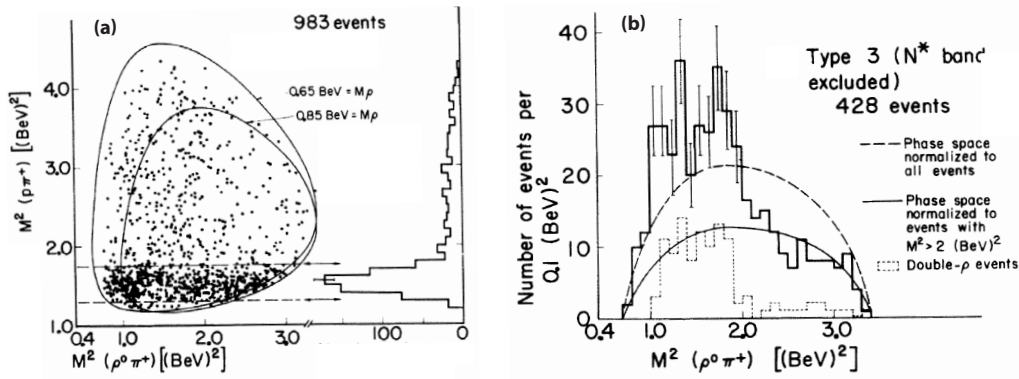 (a)
983 events
0.65 BeV = Mρ
0.85 BeV = Mρ
M² (pπ⁺) [(BeV)²]
4.0
3.0
2.0
1.0
0.4 1.0 2.0 3.0 100 0
M² (ρ⁰π⁺) [(BeV)²]
(b)
Type 3 (N* band
excluded)
428 events
Phase space
normalized to
all events
Phase space
normalized to
events with
M² > 2 (BeV)²
Double-ρ events
Number of events per
0.1 (BeV)²
40
30
20
10
0
0.4 1.0 2.0 3.0
M² (ρ⁰π⁺) [(BeV)²]